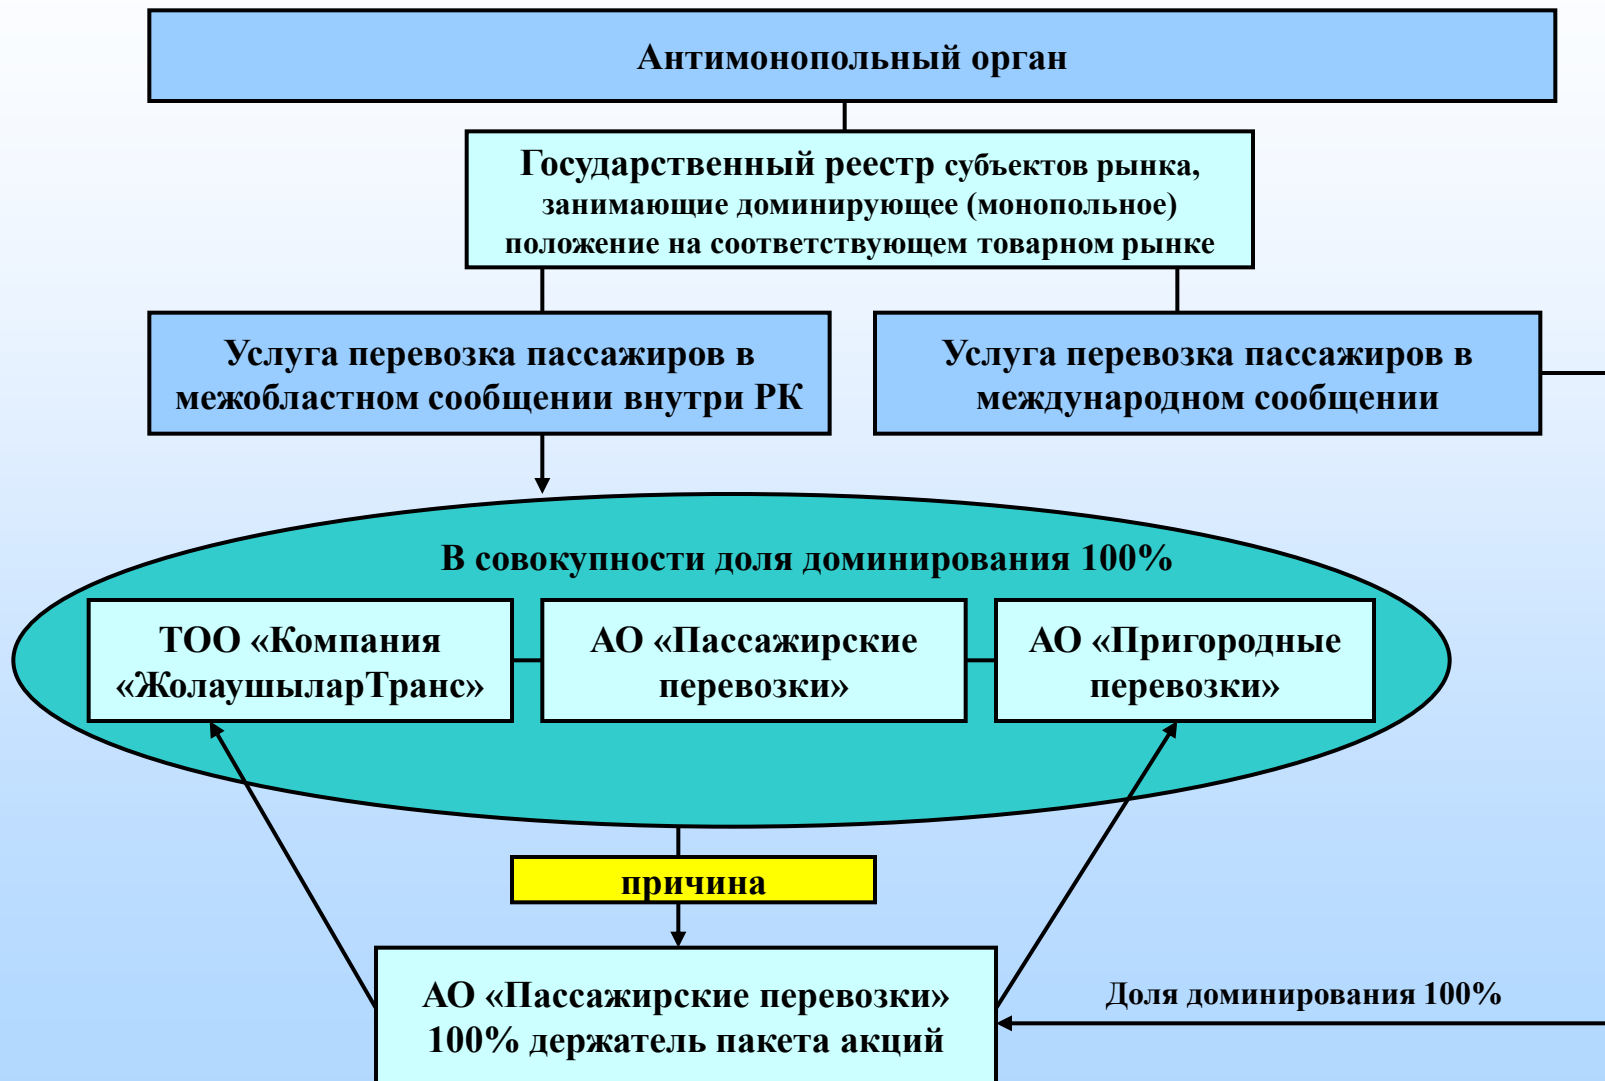 Антимонопольный орган
Государственный реестр субъектов рынка,
занимающие доминирующее (монопольное)
положение на соответствующем товарном рынке
Услуга перевозка пассажиров в
межобластном сообщении внутри РК
Услуга перевозка пассажиров в
международном сообщении
В совокупности доля доминирования 100%
ТОО «Компания
«ЖолаушыларТранс»
АО «Пассажирские
перевозки»
АО «Пригородные
перевозки»
причина
АО «Пассажирские перевозки»
100% держатель пакета акций
Доля доминирования 100%